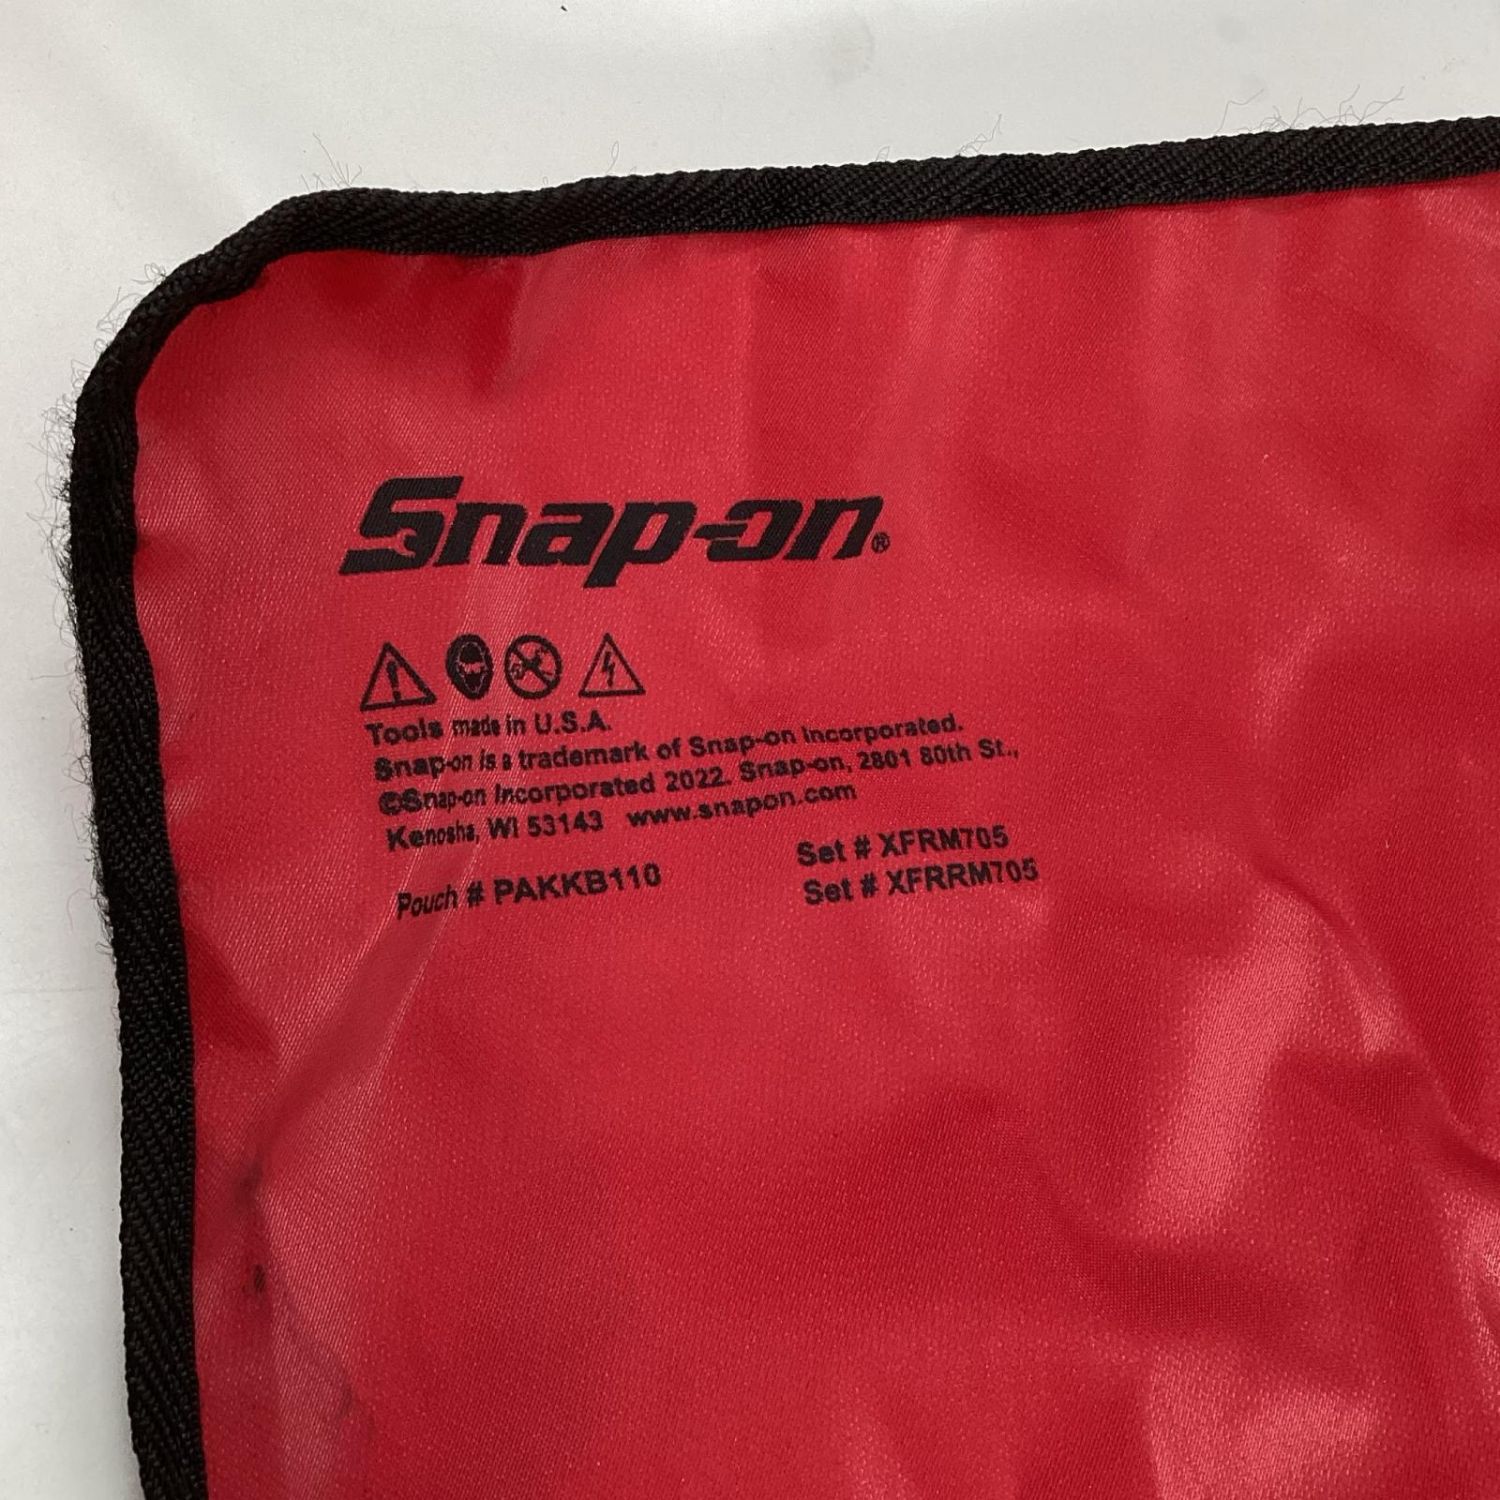 Snap-on®
Tools made in U.S.A.
Snap-on is a trademark of Snap-on Incorporated.
©Snap-on Incorporated 2022. Snap-on, 2801 80th St.,
Kenosha, WI 53143 www.snapon.com
Pouch # PAKKB110
Set # XFRM705
Set # XFRRM705